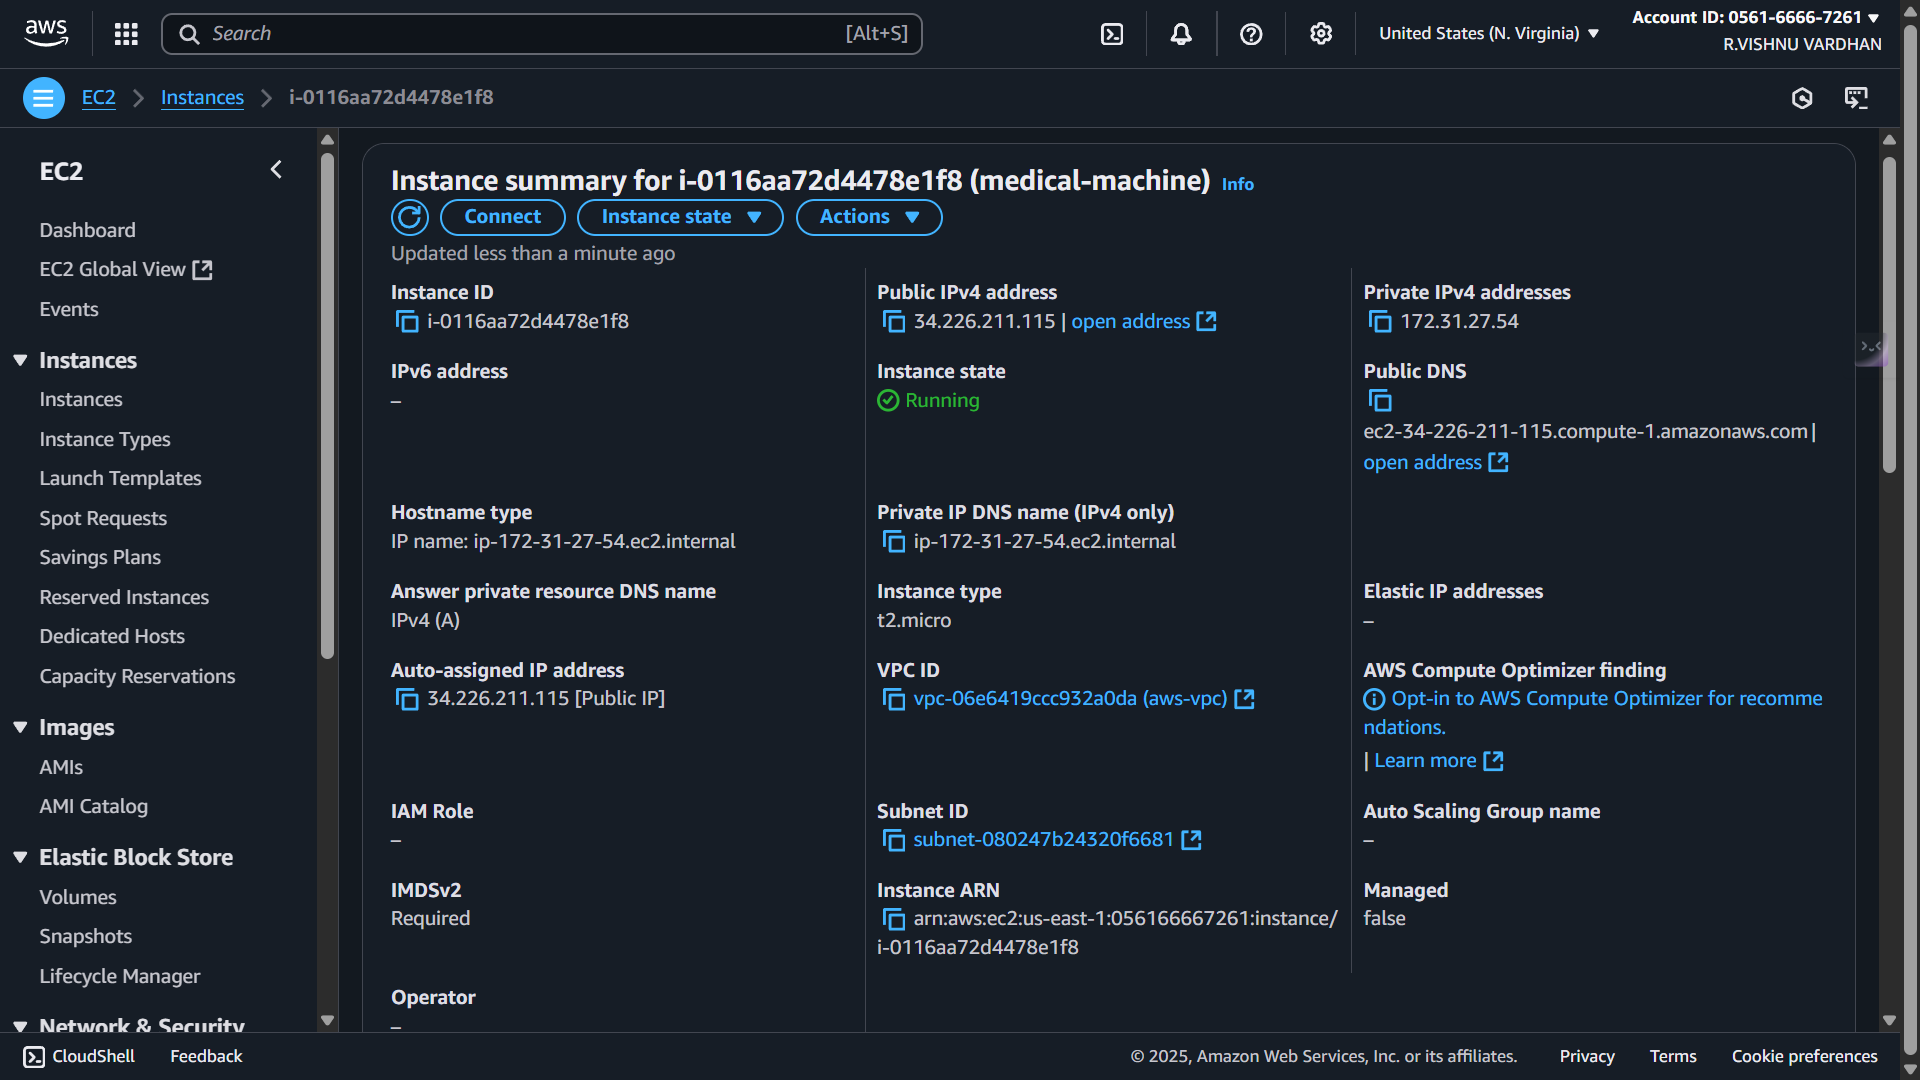 aws
Search
[Alt+S]
United States (N. Virginia)
Account ID: 0561-6666-7261
R.VISHNU VARDHAN
EC2
Instances
i-0116aa72d4478e1f8
EC2
Dashboard
EC2 Global View
Events
Instances
Instances
Instance Types
Launch Templates
Spot Requests
Savings Plans
Reserved Instances
Dedicated Hosts
Capacity Reservations
Images
AMIs
AMI Catalog
Elastic Block Store
Volumes
Snapshots
Lifecycle Manager
Network & Security
Instance summary for i-0116aa72d4478e1f8 (medical-machine) Info
Connect
Instance state
Actions
Updated less than a minute ago
Instance ID
i-0116aa72d4478e1f8
Public IPv4 address
34.226.211.115 | open address
Private IPv4 addresses
172.31.27.54
IPv6 address
–
Instance state
Running
Public DNS
ec2-34-226-211-115.compute-1.amazonaws.com |
open address
Hostname type
IP name: ip-172-31-27-54.ec2.internal
Private IP DNS name (IPv4 only)
ip-172-31-27-54.ec2.internal
Answer private resource DNS name
IPv4 (A)
Instance type
t2.micro
Elastic IP addresses
–
Auto-assigned IP address
34.226.211.115 [Public IP]
VPC ID
vpc-06e6419ccc932a0da (aws-vpc)
AWS Compute Optimizer finding
Opt-in to AWS Compute Optimizer for recomme
ndations.
| Learn more
IAM Role
–
Subnet ID
subnet-080247b24320f6681
Auto Scaling Group name
–
IMDSv2
Required
Instance ARN
arn:aws:ec2:us-east-1:056166667261:instance/
i-0116aa72d4478e1f8
Managed
false
Operator
–
CloudShell
Feedback
© 2025, Amazon Web Services, Inc. or its affiliates.
Privacy
Terms
Cookie preferences